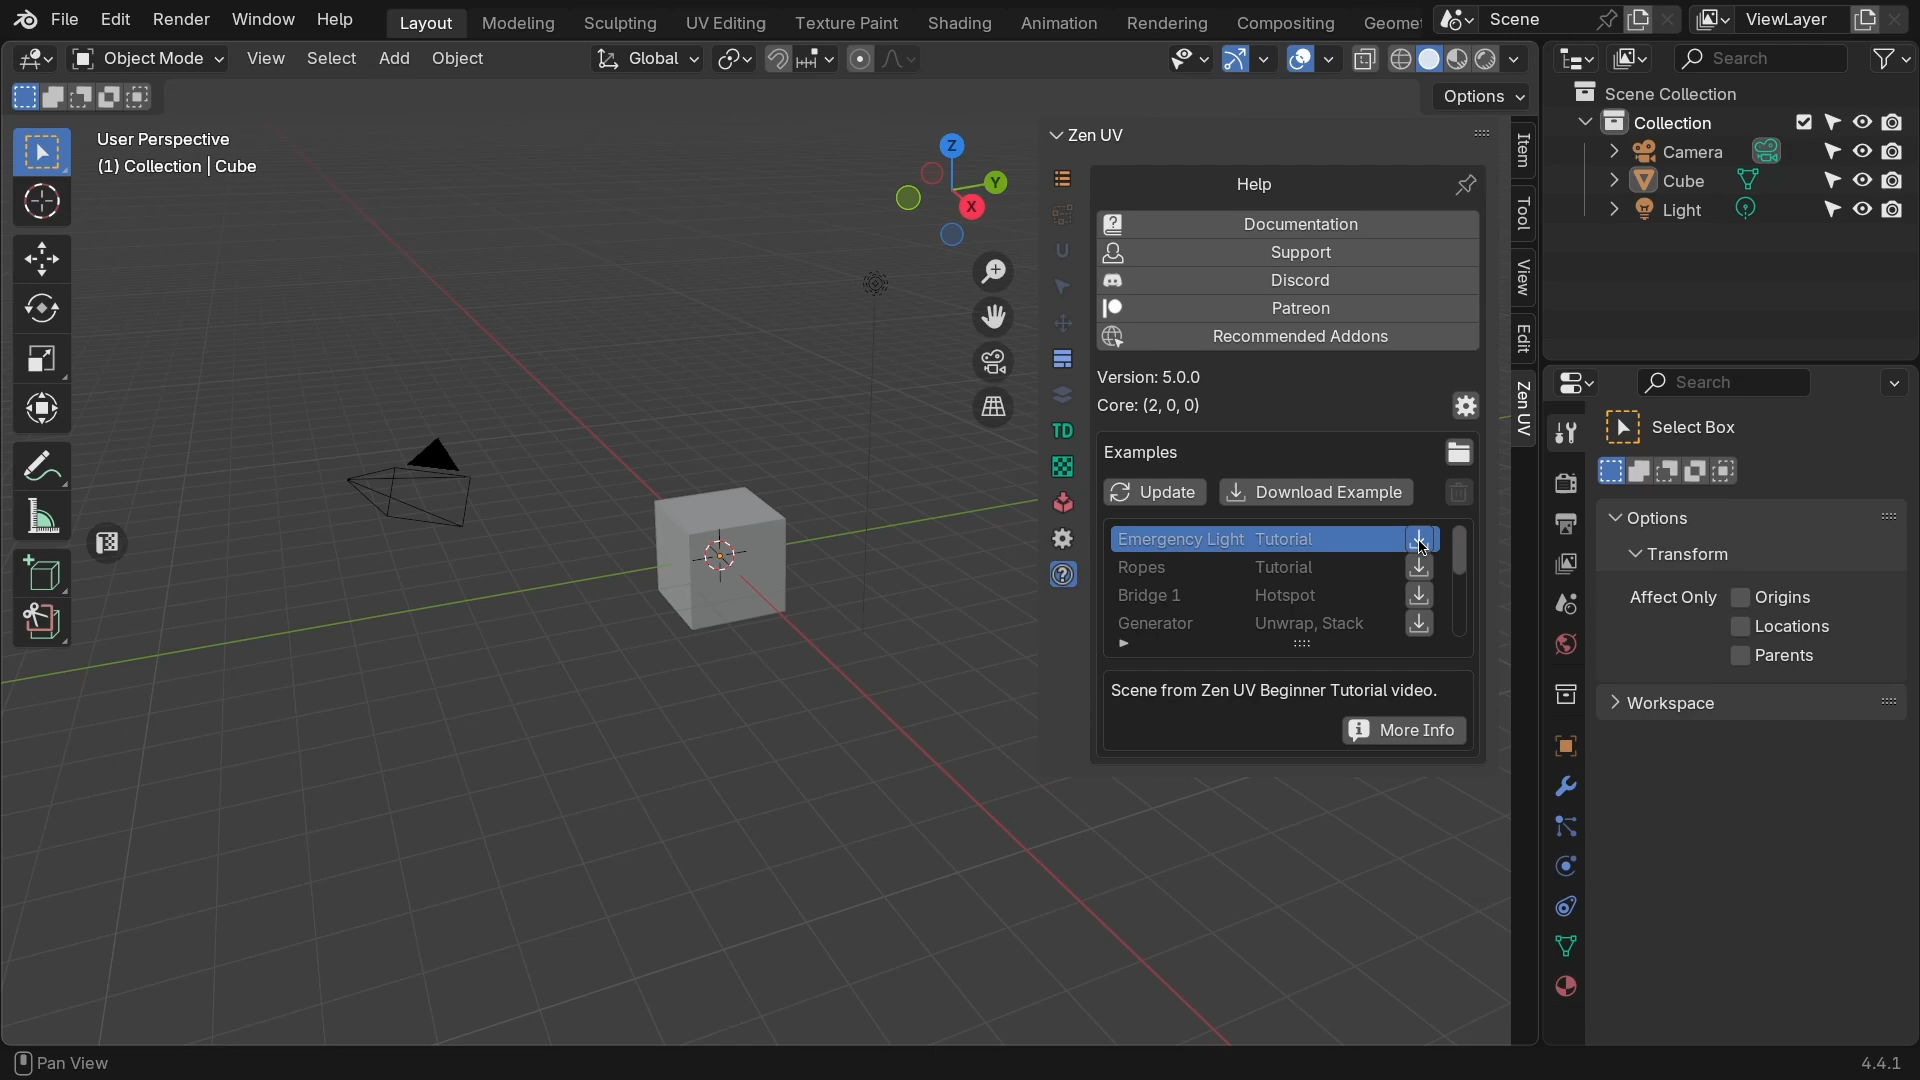 File Edit Render Window Help
Layout Modeling Sculpting UV Editing Texture Paint Shading Animation Rendering Compositing Geomet
Scene
ViewLayer
Object Mode View Select Add Object
Global
Search
Options
User Perspective
(1) Collection | Cube
Z
Y
X
Zen UV
Help
Documentation
Support
Discord
Patreon
Recommended Addons
Version: 5.0.0
Core: (2, 0, 0)
TD
Examples
Update Download Example
Emergency Light Tutorial
Ropes Tutorial
Bridge 1 Hotspot
Generator Unwrap, Stack
Scene from Zen UV Beginner Tutorial video.
More Info
Item
Tool
View
Edit
Zen UV
Scene Collection
Collection
Camera
Cube
Light
Search
Select Box
Options
Transform
Affect Only Origins
Locations
Parents
Workspace
Pan View
4.4.1